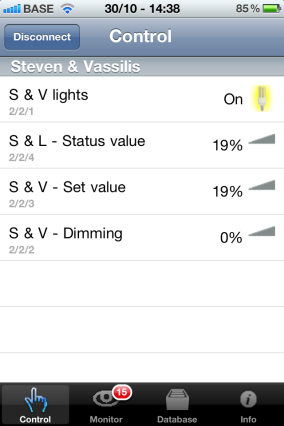 BASE 30/10 - 14:38 85%
Disconnect Control
Steven & Vassilis
S & V lights On
2/2/1
S & L - Status value 19%
2/2/4
S & V - Set value 19%
2/2/3
S & V - Dimming 0%
2/2/2
15
Control Monitor Database Info